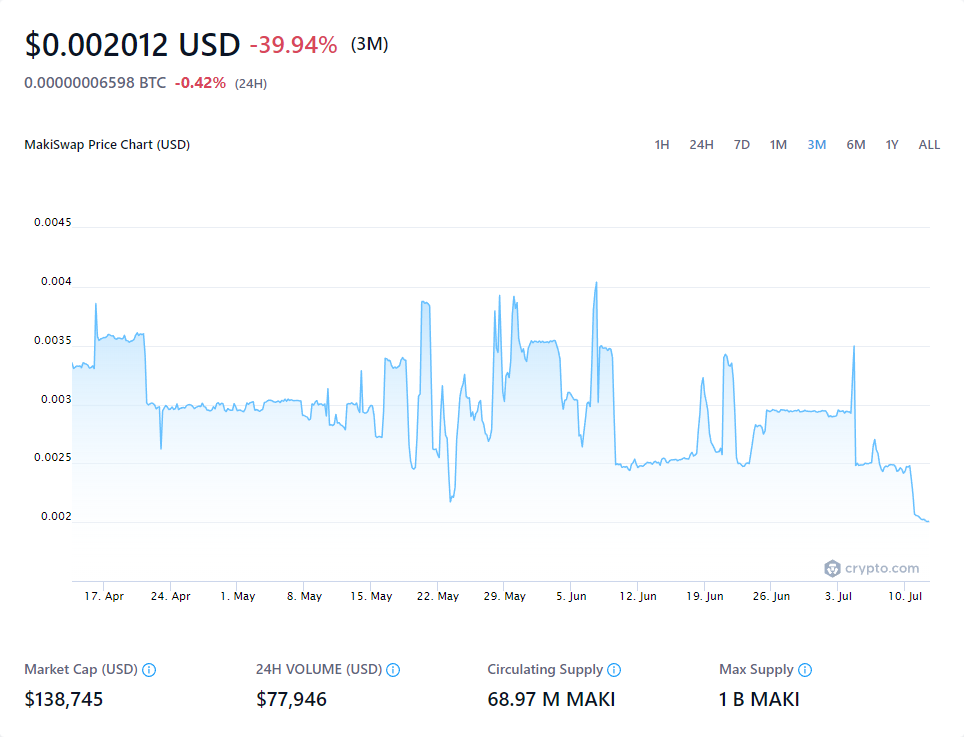 $0.002012 USD -39.94% (3M)
0.00000006598 BTC -0.42% (24H)
MakiSwap Price Chart (USD) 1H 24H 7D 1M 3M 6M 1Y ALL
0.0045
0.004
0.0035
0.003
0.0025
0.002
crypto.com
17. Apr 24. Apr 1. May 8. May 15. May 22. May 29. May 5. Jun 12. Jun 19. Jun 26. Jun 3. Jul 10. Jul
Market Cap (USD) 24H VOLUME (USD) Circulating Supply Max Supply
$138,745 $77,946 68.97 M MAKI 1 B MAKI